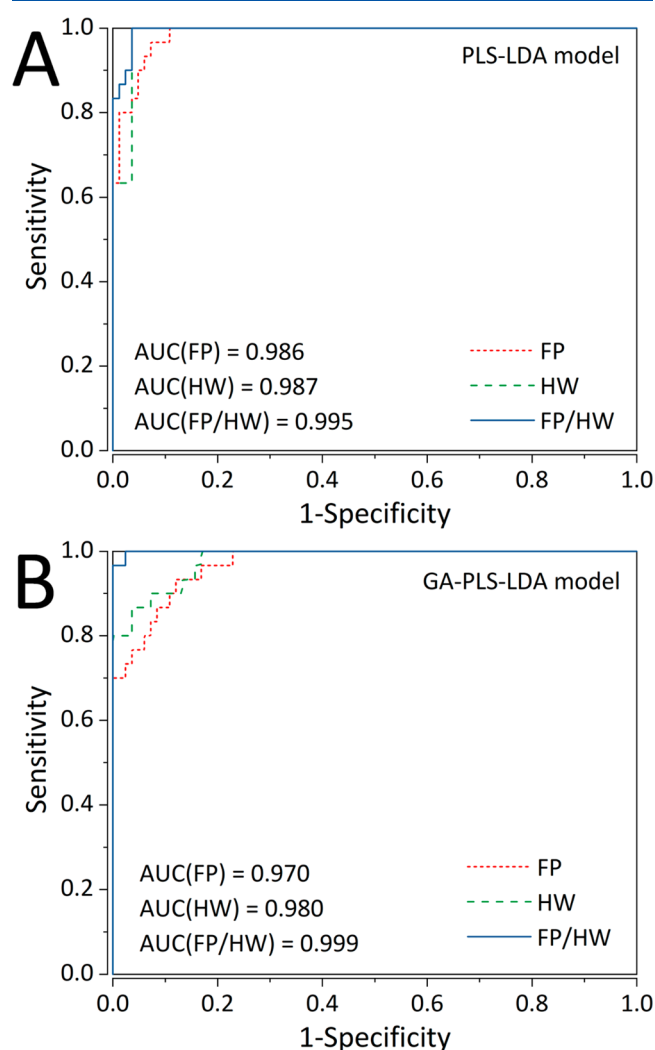 A
PLS-LDA model
1.0
0.8
0.6
0.4
0.2
0.0
Sensitivity
AUC(FP) = 0.986
AUC(HW) = 0.987
AUC(FP/HW) = 0.995
FP
HW
FP/HW
0.0 0.2 0.4 0.6 0.8 1.0
1-Specificity
B
GA-PLS-LDA model
1.0
0.8
0.6
0.4
0.2
0.0
Sensitivity
AUC(FP) = 0.970
AUC(HW) = 0.980
AUC(FP/HW) = 0.999
FP
HW
FP/HW
0.0 0.2 0.4 0.6 0.8 1.0
1-Specificity